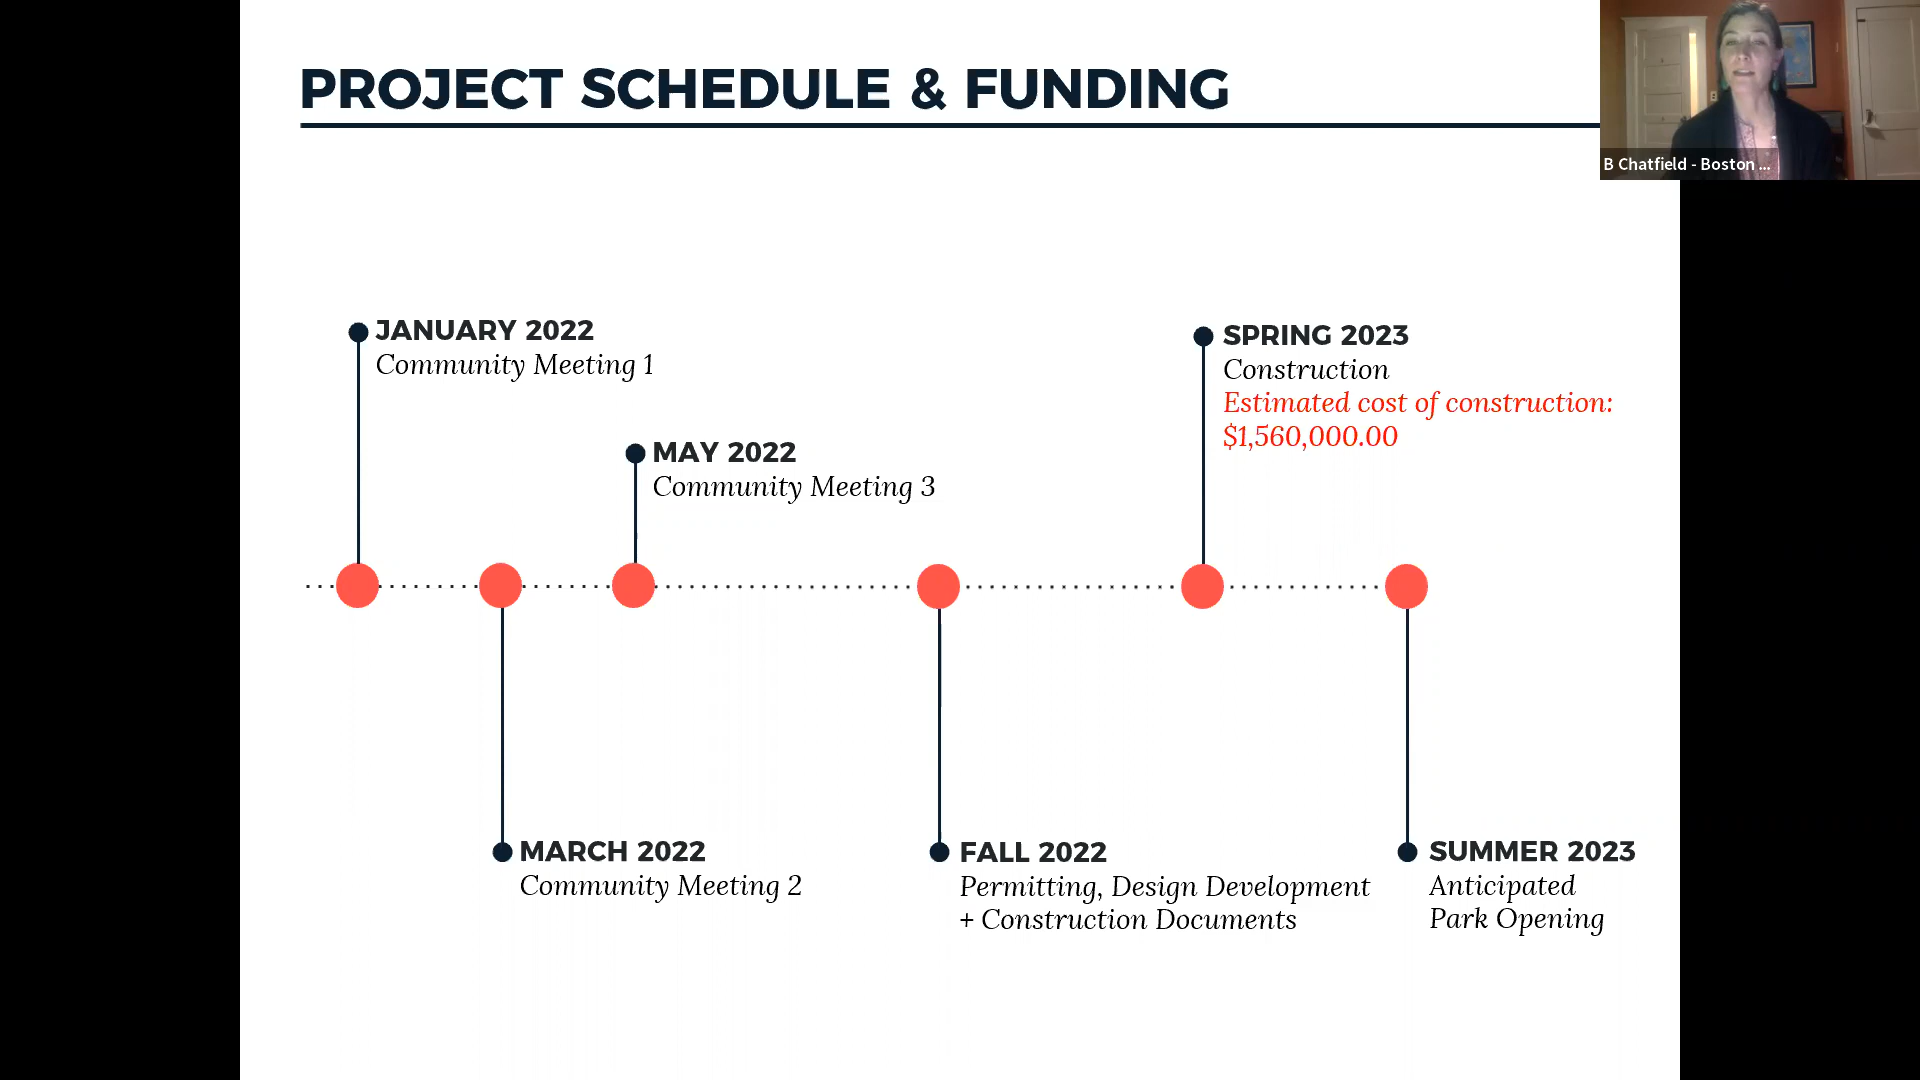 PROJECT SCHEDULE & FUNDING
B Chatfield - Boston ...
JANUARY 2022
Community Meeting 1
MAY 2022
Community Meeting 3
SPRING 2023
Construction
Estimated cost of construction:
$1,560,000.00
MARCH 2022
Community Meeting 2
FALL 2022
Permitting, Design Development
+ Construction Documents
SUMMER 2023
Anticipated
Park Opening